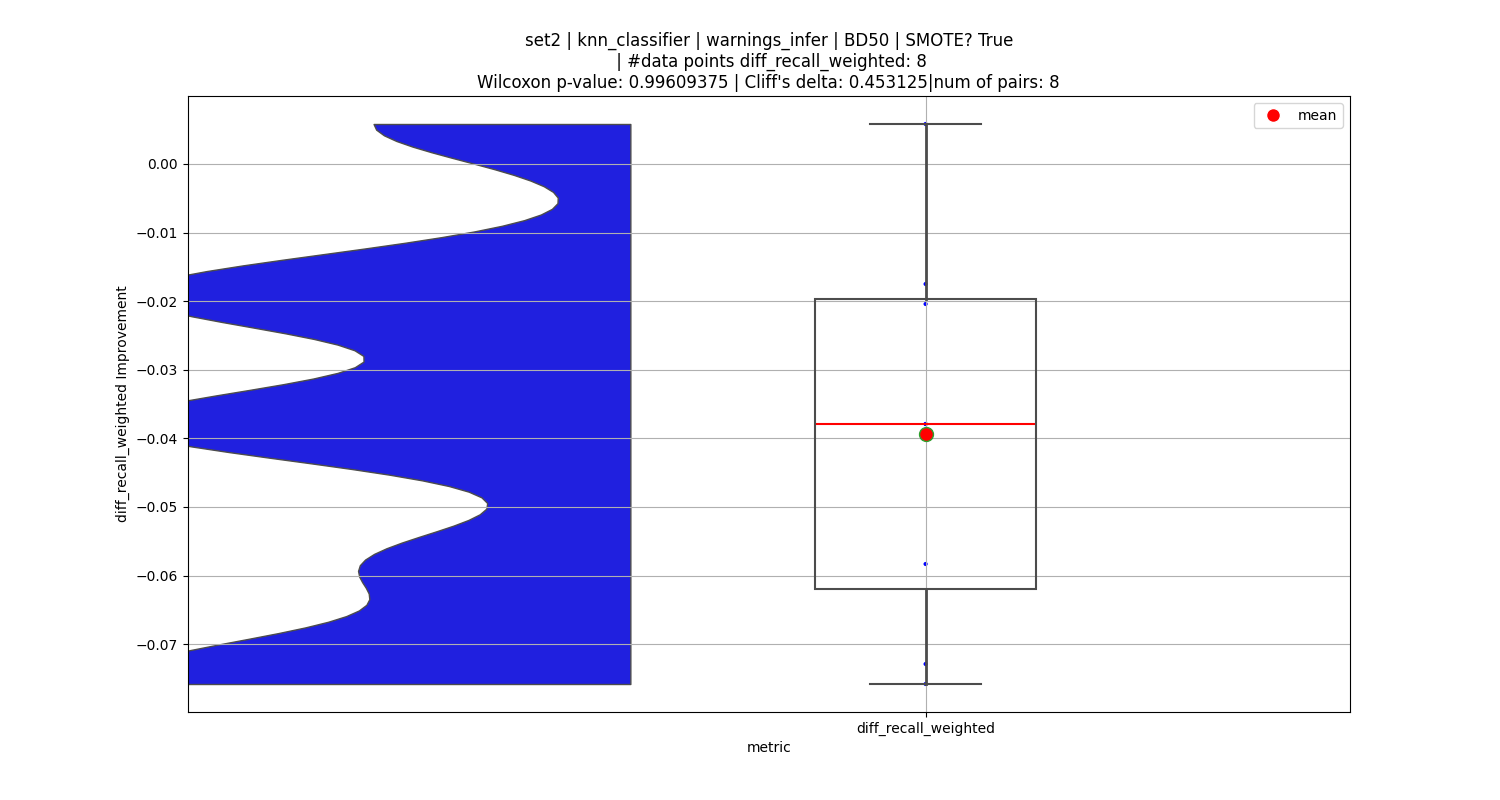 set2 | knn_classifier | warnings_infer | BD50 | SMOTE? True
| #data points diff_recall_weighted: 8
Wilcoxon p-value: 0.99609375 | Cliff's delta: 0.453125|num of pairs: 8
mean
0.00
−0.01
−0.02
−0.03
−0.04
−0.05
−0.06
−0.07
diff_recall_weighted Improvement
diff_recall_weighted
metric